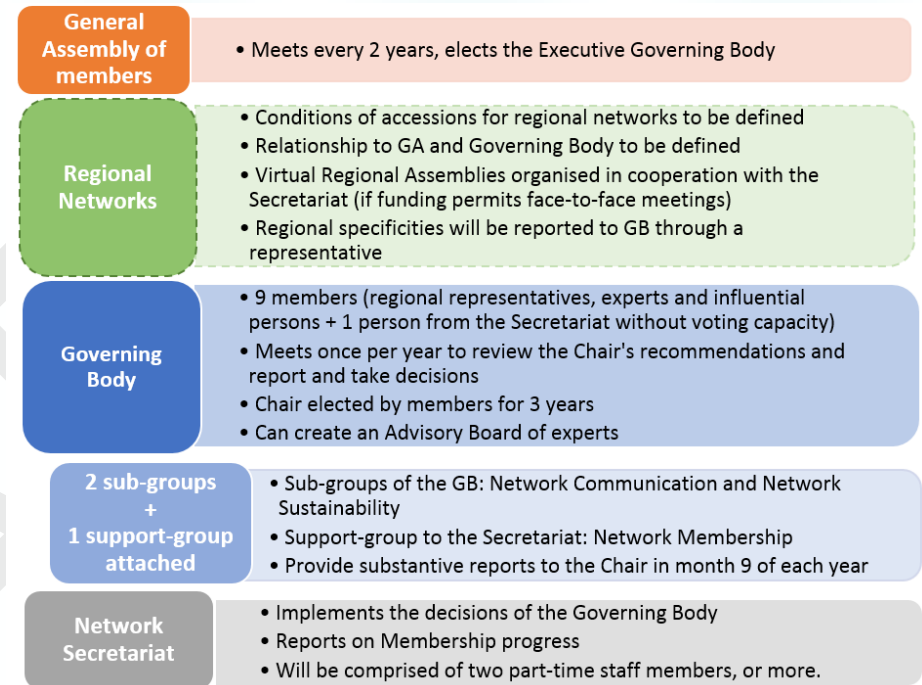 General
Assembly of
members
• Meets every 2 years, elects the Executive Governing Body
Regional
Networks
• Conditions of accessions for regional networks to be defined
• Relationship to GA and Governing Body to be defined
• Virtual Regional Assemblies organised in cooperation with the
Secretariat (if funding permits face-to-face meetings)
• Regional specificities will be reported to GB through a
representative
Governing
Body
• 9 members (regional representatives, experts and influential
persons + 1 person from the Secretariat without voting capacity)
• Meets once per year to review the Chair's recommendations and
report and take decisions
• Chair elected by members for 3 years
• Can create an Advisory Board of experts
2 sub-groups
+
1 support-group
attached
• Sub-groups of the GB: Network Communication and Network
Sustainability
• Support-group to the Secretariat: Network Membership
• Provide substantive reports to the Chair in month 9 of each year
Network
Secretariat
• Implements the decisions of the Governing Body
• Reports on Membership progress
• Will be comprised of two part-time staff members, or more.